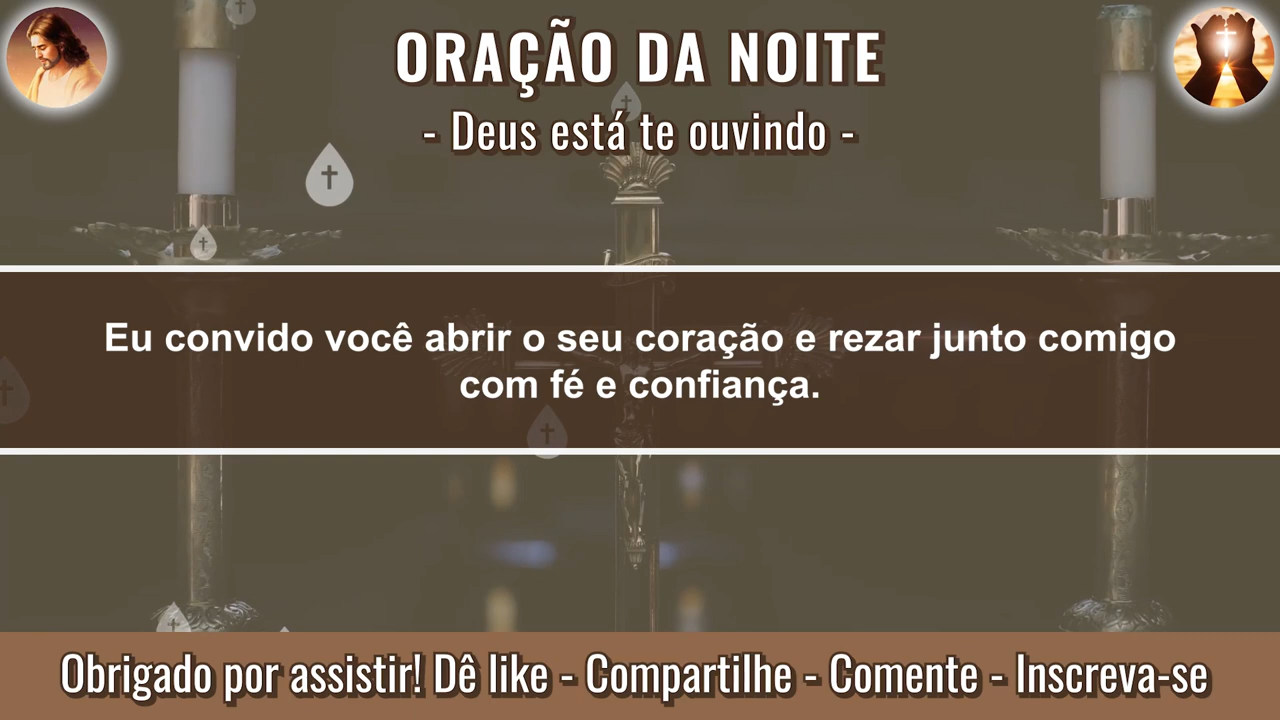 ORAÇÃO DA NOITE
- Deus está te ouvindo -
Eu convido você abrir o seu coração e rezar junto comigo
com fé e confiança.
Obrigado por assistir! Dê like - Compartilhe - Comente - Inscreva-se